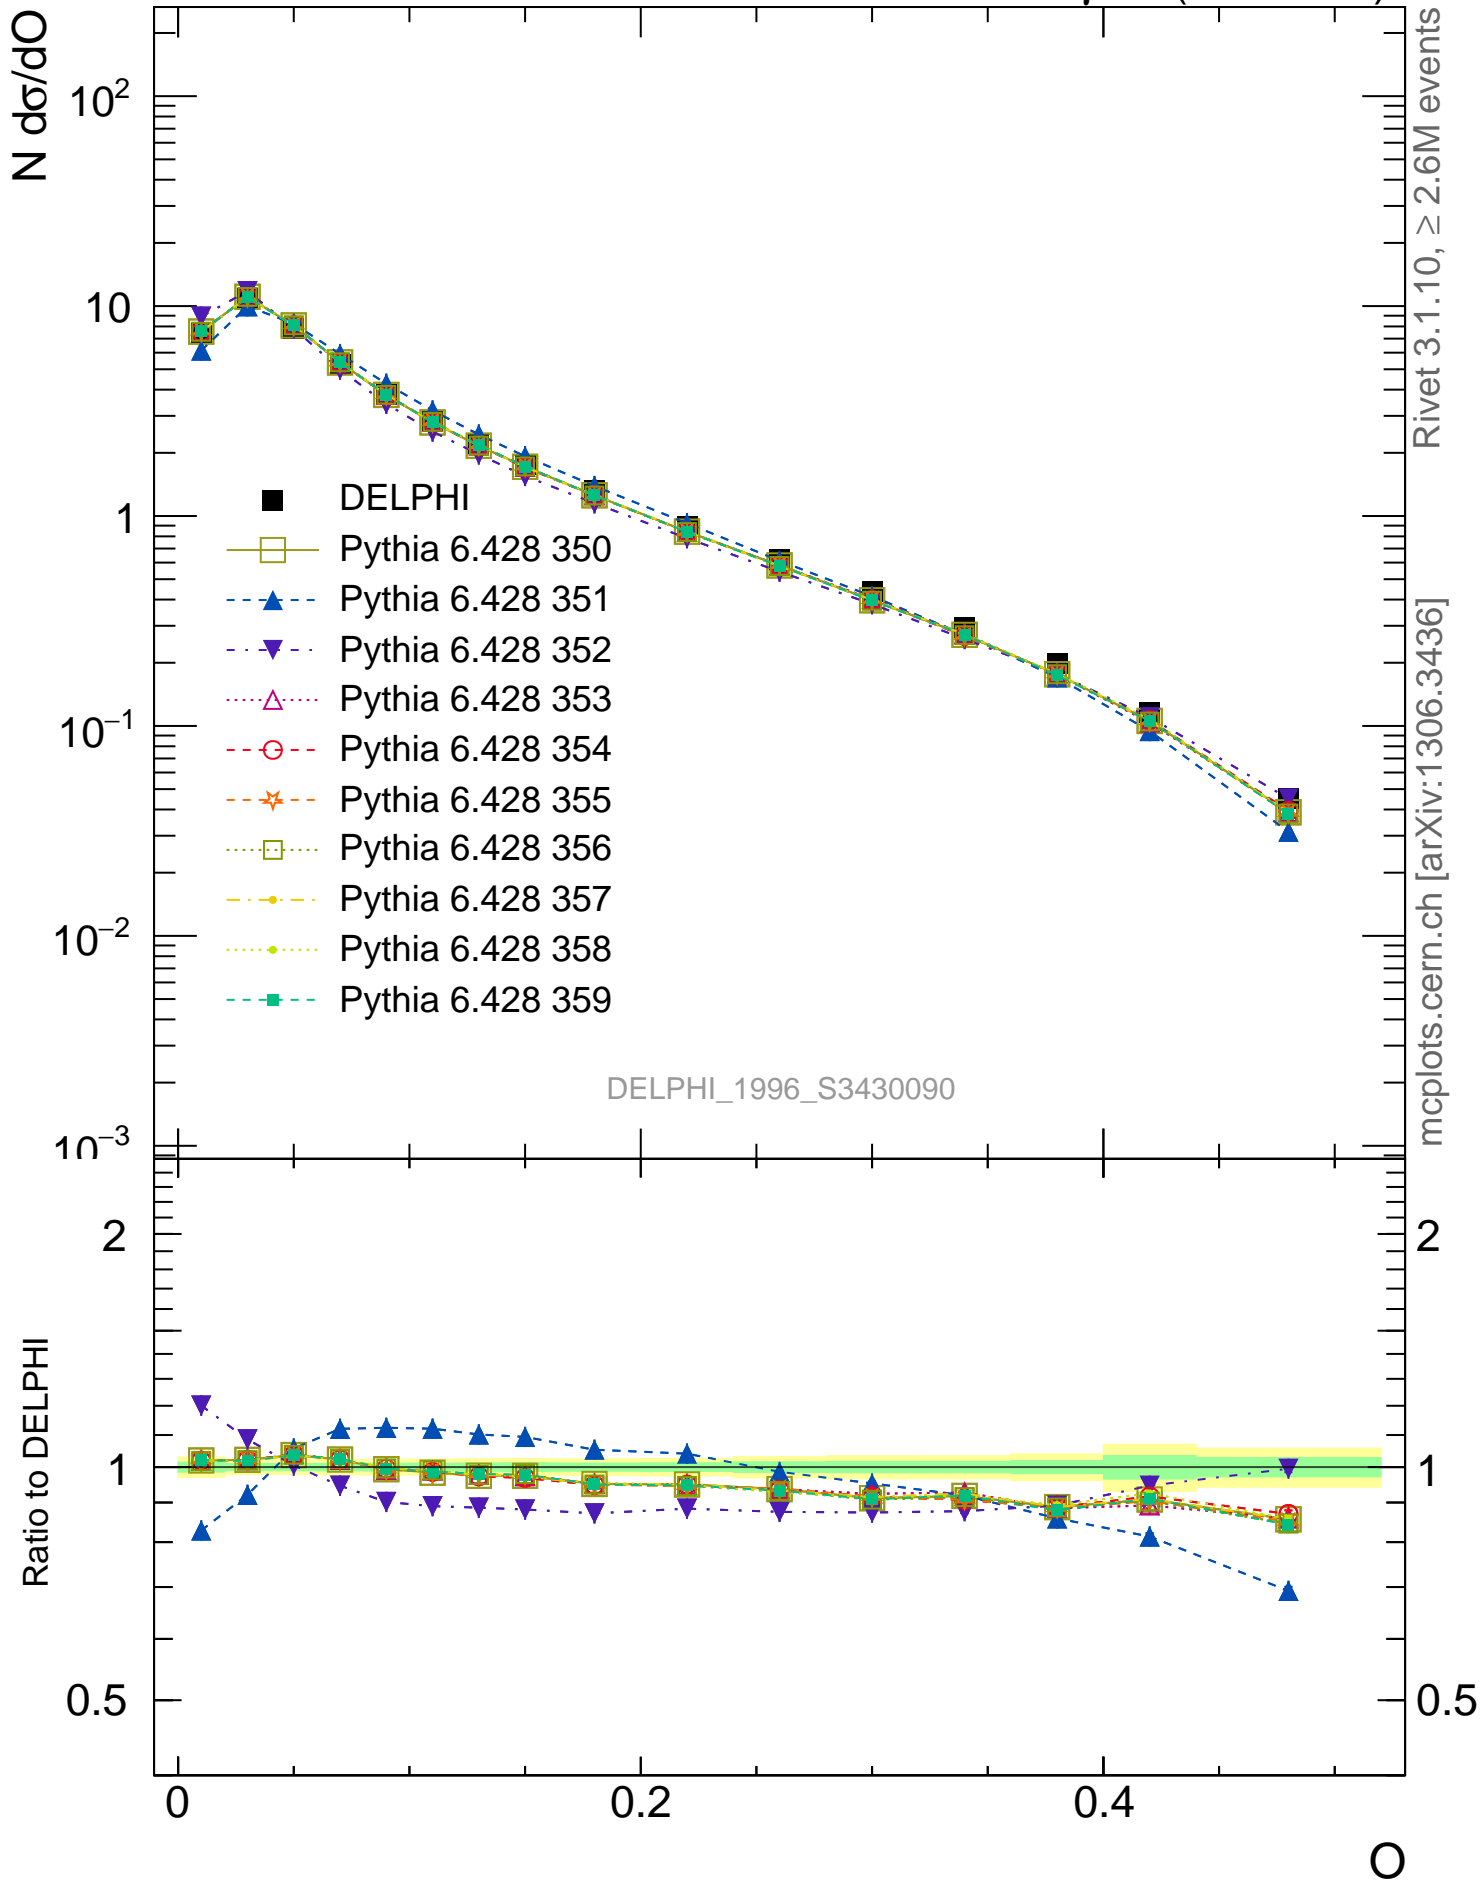 N dσ/dO
10²
10
1
10⁻¹
10⁻²
10⁻³
DELPHI
Pythia 6.428 350
Pythia 6.428 351
Pythia 6.428 352
Pythia 6.428 353
Pythia 6.428 354
Pythia 6.428 355
Pythia 6.428 356
Pythia 6.428 357
Pythia 6.428 358
Pythia 6.428 359
DELPHI_1996_S3430090
Rivet 3.1.10, ≥ 2.6M events
mcplots.cern.ch [arXiv:1306.3436]
Ratio to DELPHI
2
1
0.5
2
1
0.5
0
0.2
0.4
O